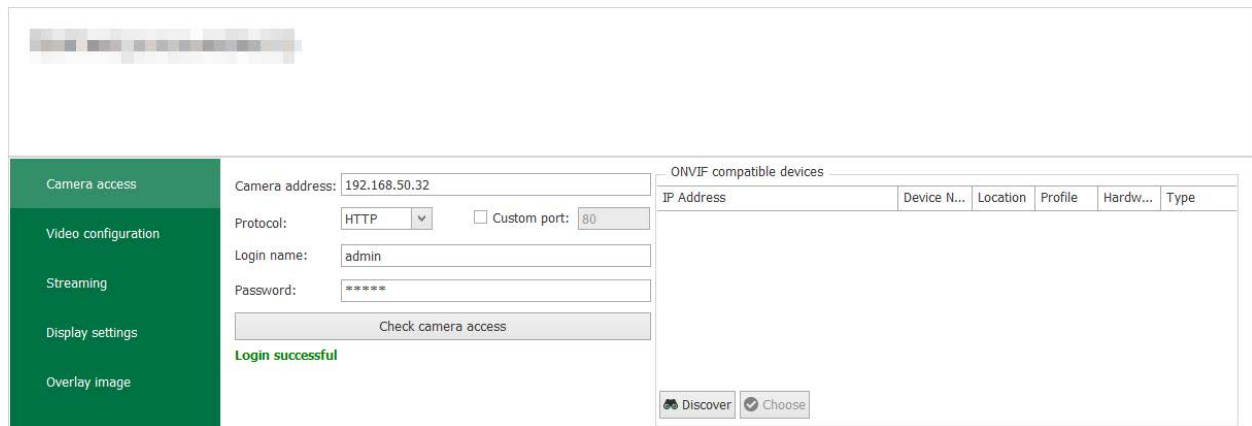 Camera access
Video configuration
Streaming
Display settings
Overlay image
Camera address: 192.168.50.32
Protocol: HTTP Custom port: 80
Login name: admin
Password: *****
Check camera access
Login successful
ONVIF compatible devices
IP Address Device N... Location Profile Hardw... Type
Discover Choose